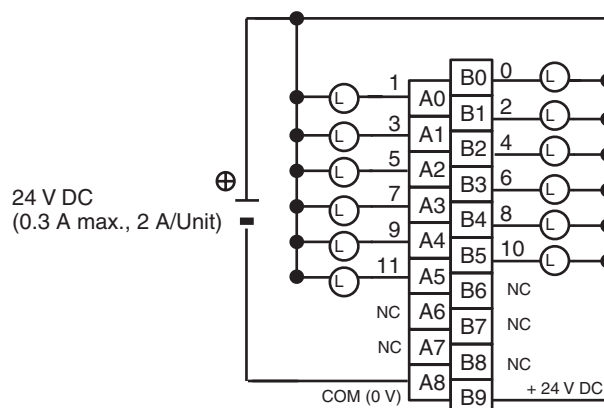 B0 0 L
1 L A0
B1 2 L
3 L A1
B2 4 L
5 L A2
B3 6 L
⊕
24 V DC
(0.3 A max., 2 A/Unit)
7 L A3
B4 8 L
9 L A4
B5 10 L
11 L A5
B6 NC
NC A6
B7 NC
NC A7
B8 NC
A8
COM (0 V)
B9 + 24 V DC